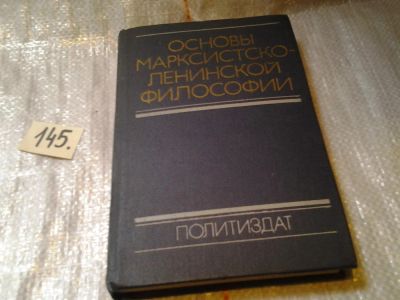 ОСНОВЫ
МАРКСИСТСКО-
ЛЕНИНСКОЙ
ФИЛОСОФИИ
145.
ПОЛИТИЗДАТ